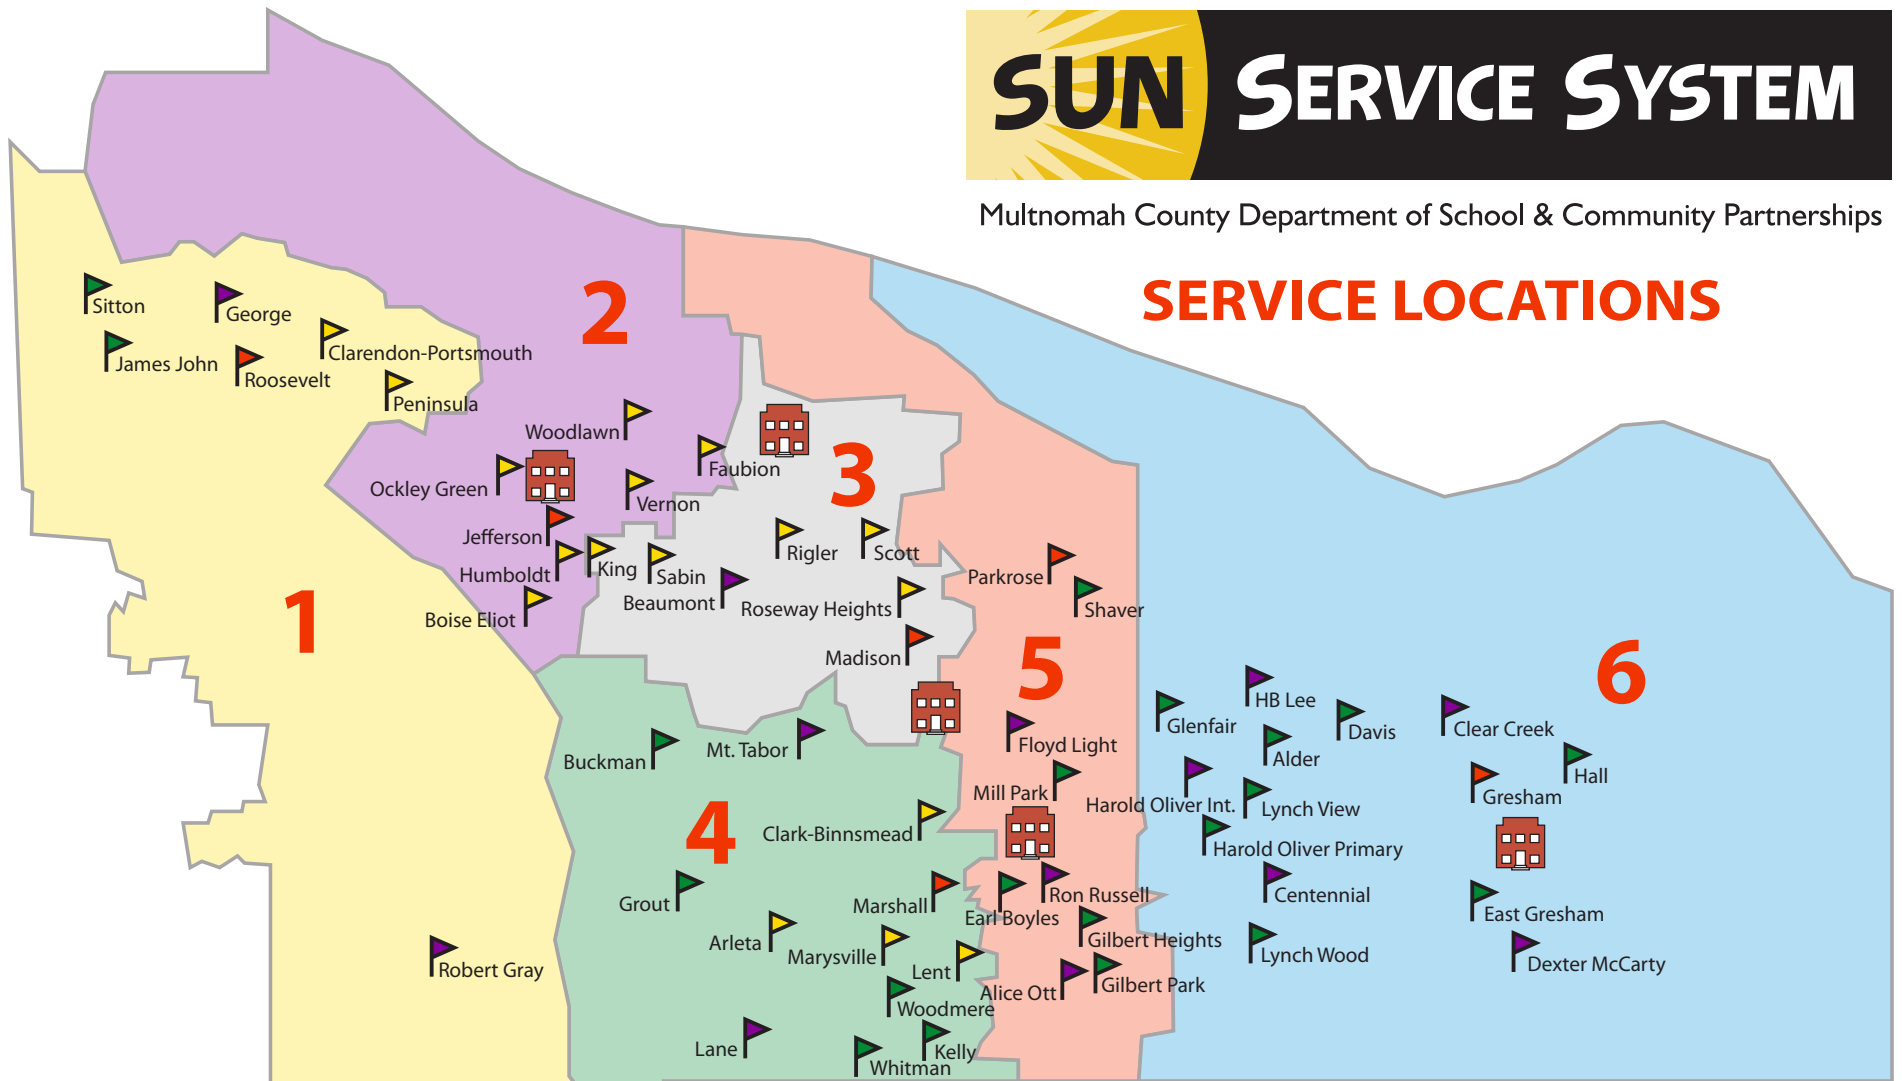 SUN SERVICE SYSTEM
Multnomah County Department of School & Community Partnerships
SERVICE LOCATIONS
1
Sitton
George
James John
Roosevelt
Clarendon-Portsmouth
Peninsula
Robert Gray
2
Woodlawn
Faubion
Ockley Green
Vernon
Jefferson
Humboldt
King
Boise Eliot
3
Sabin
Beaumont
Rigler
Scott
Roseway Heights
Madison
4
Buckman
Mt. Tabor
Clark-Binnsmead
Grout
Marshall
Arleta
Marysville
Lent
Woodmere
Lane
Kelly
Whitman
5
Parkrose
Shaver
Floyd Light
Mill Park
Ron Russell
Earl Boyles
Gilbert Heights
Alice Ott
Gilbert Park
6
HB Lee
Glenfair
Davis
Alder
Clear Creek
Hall
Harold Oliver Int.
Lynch View
Gresham
Harold Oliver Primary
Centennial
East Gresham
Lynch Wood
Dexter McCarty